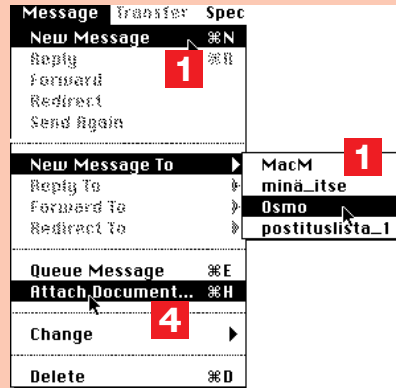 Message Transfer Spec
New Message ⌘N
1
Reply ⌘R
Forward
Redirect
Send Again
New Message To ▶
Reply To ▶
Forward To ▶
Redirect To ▶
1
MacM
minä_itse
Osmo
postituslista_1
Queue Message ⌘E
Attach Document... ⌘H
4
Change ▶
Delete ⌘D